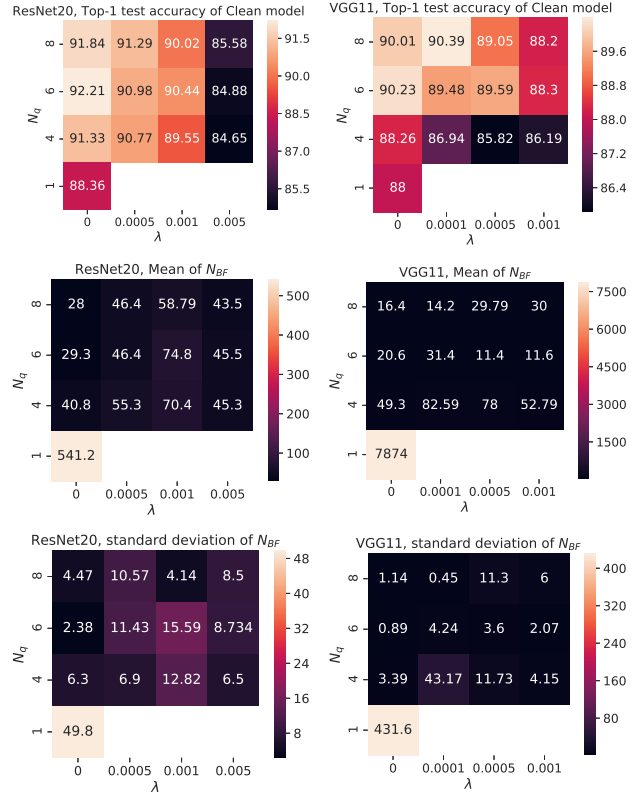 ResNet20, Top-1 test accuracy of Clean model
N_q
8 91.84 91.29 90.02 85.58
6 92.21 90.98 90.44 84.88
4 91.33 90.77 89.55 84.65
1 88.36
0 0.0005 0.001 0.005
λ
91.5
90.0
88.5
87.0
85.5
VGG11, Top-1 test accuracy of Clean model
8 90.01 90.39 89.05 88.2
6 90.23 89.48 89.59 88.3
4 88.26 86.94 85.82 86.19
1 88
0 0.0001 0.0005 0.001
λ
90.4
89.6
88.8
88.0
87.2
86.4
ResNet20, Mean of N_BF
N_q
8 28 46.4 58.79 43.5
6 29.3 46.4 74.8 45.5
4 40.8 55.3 70.4 45.3
1 541.2
0 0.0005 0.001 0.005
λ
500
400
300
200
100
VGG11, Mean of N_BF
N_q
8 16.4 14.2 29.79 30
6 20.6 31.4 11.4 11.6
4 49.3 82.59 78 52.79
1 7874
0 0.0001 0.0005 0.001
λ
7500
6000
4500
3000
1500
ResNet20, standard deviation of N_BF
N_q
8 4.47 10.57 4.14 8.5
6 2.38 11.43 15.59 8.734
4 6.3 6.9 12.82 6.5
1 49.8
0 0.0005 0.001 0.005
λ
48
40
32
24
16
8
VGG11, standard deviation of N_BF
N_q
8 1.14 0.45 11.3 6
6 0.89 4.24 3.6 2.07
4 3.39 43.17 11.73 4.15
1 431.6
0 0.0001 0.0005 0.001
λ
400
320
240
160
80